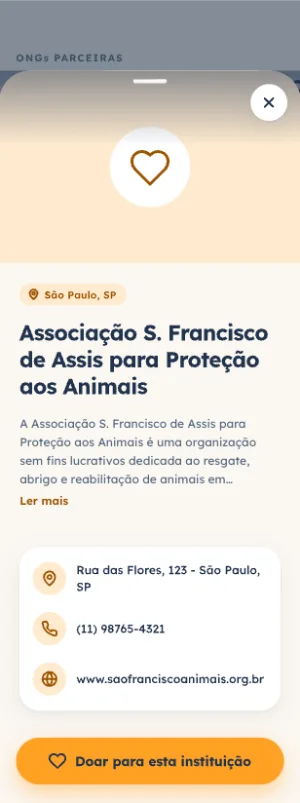 ONGs PARCEIRAS
São Paulo, SP
Associação S. Francisco
de Assis para Proteção
aos Animais
A Associação S. Francisco de Assis para
Proteção aos Animais é uma organização
sem fins lucrativos dedicada ao resgate,
abrigo e reabilitação de animais em…
Ler mais
Rua das Flores, 123 - São Paulo,
SP
(11) 98765-4321
www.saofranciscoanimais.org.br
Doar para esta instituição